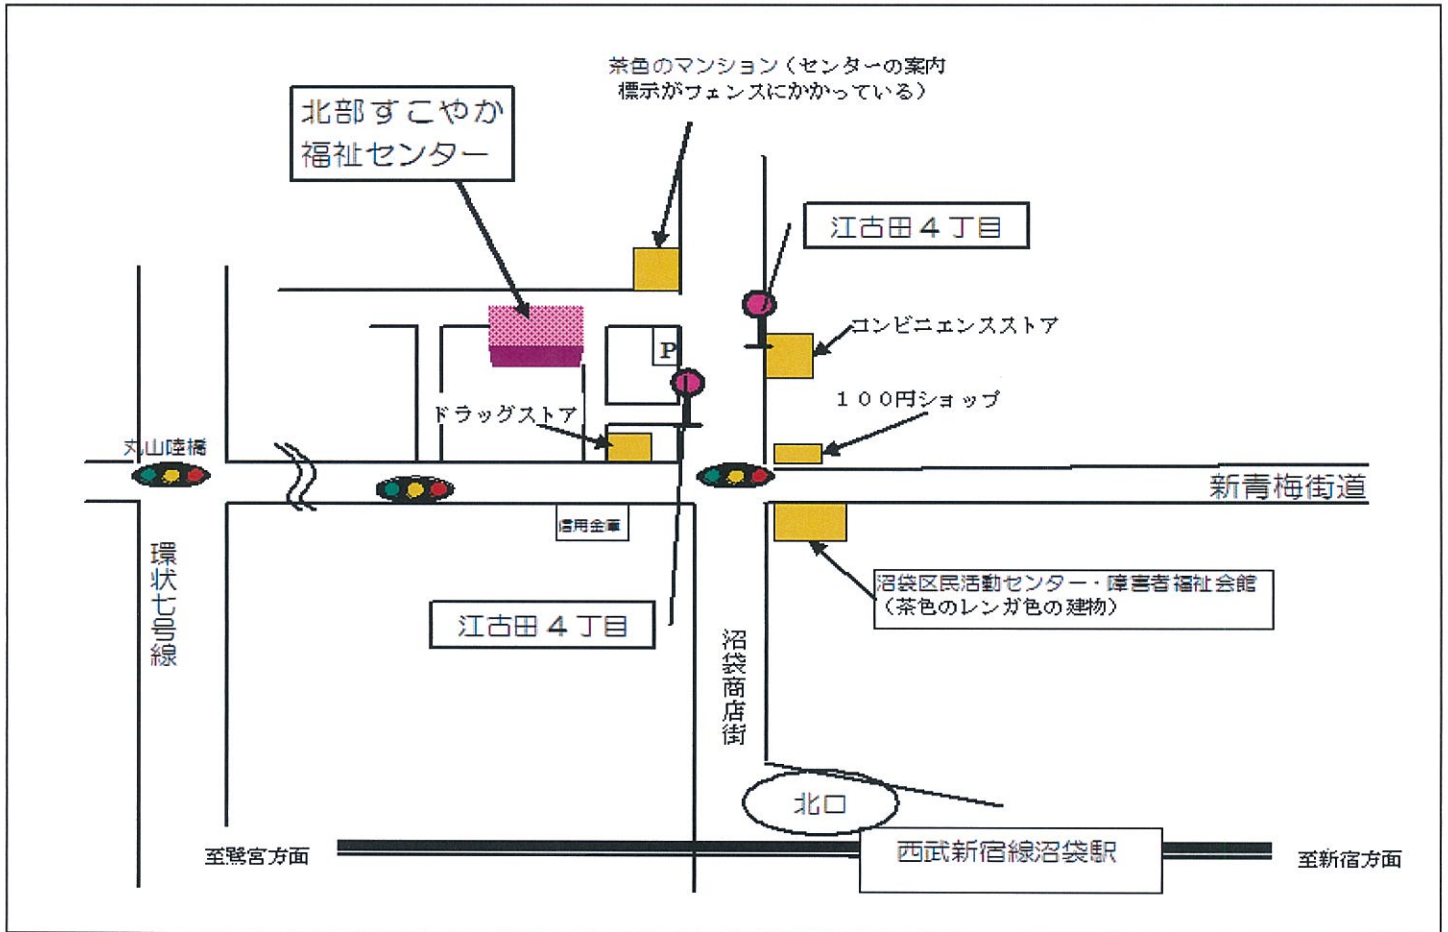 茶色のマンション（センターの案内
標示がフェンスにかかっている）
北部すこやか
福祉センター
江古田４丁目
コンビニエンスストア
P
１００円ショップ
ドラッグストア
丸山陸橋
新青梅街道
信用金庫
環状七号線
沼袋区民活動センター・障害者福祉会館
（茶色のレンガ色の建物）
江古田４丁目
沼袋商店街
北口
西武新宿線沼袋駅
至鷺宮方面
至新宿方面